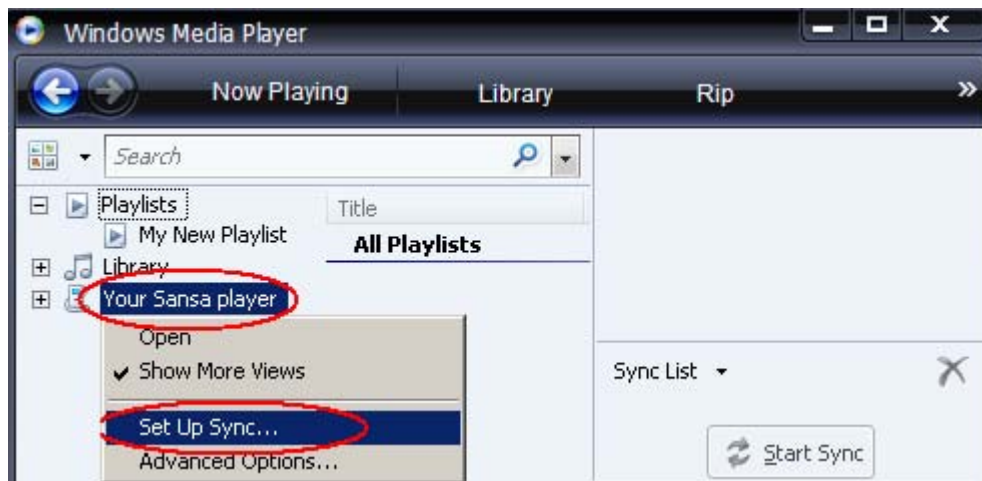 Windows Media Player
Now Playing Library Rip »
Search
Playlists Title
My New Playlist All Playlists
Library
Your Sansa player
Open
Show More Views
Sync List
Set Up Sync...
Start Sync
Advanced Options...